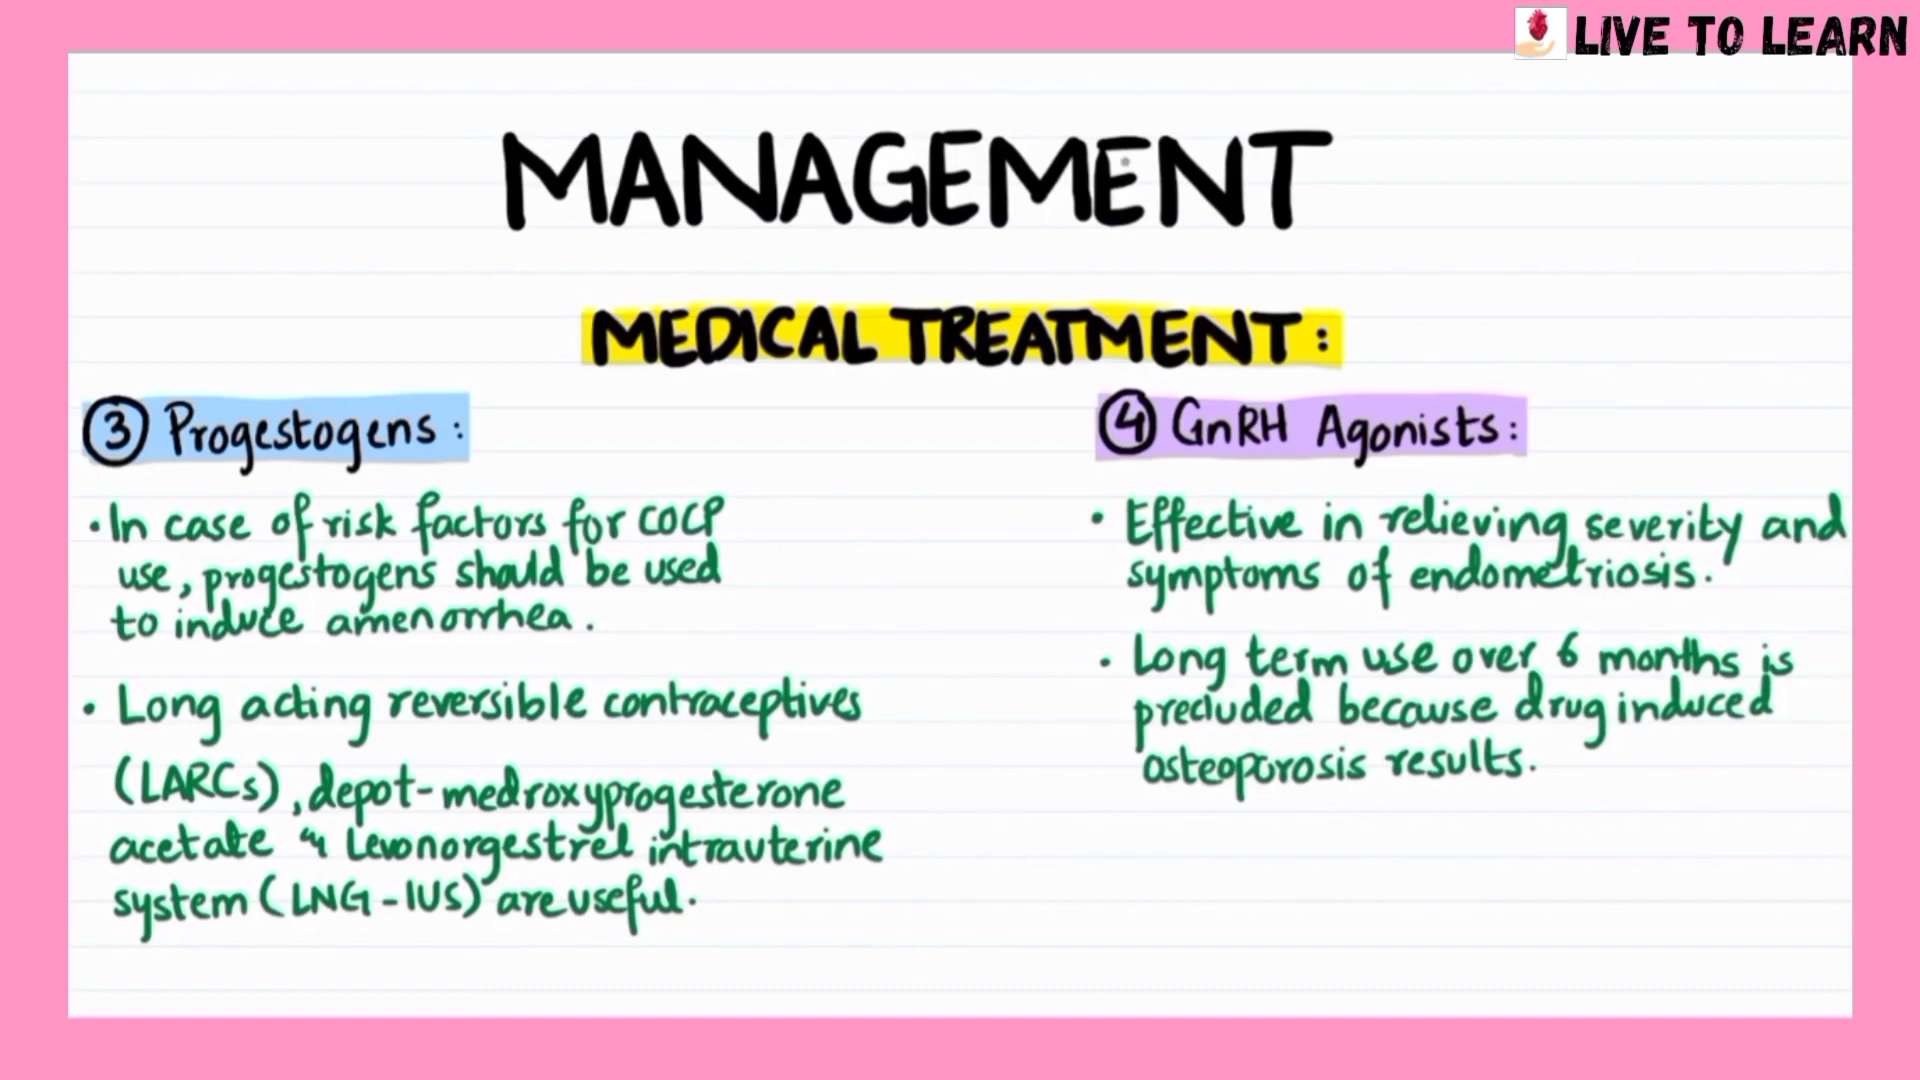 LIVE TO LEARN
MANAGEMENT
MEDICAL TREATMENT:
③ Progestogens:
• In case of risk factors for COCP
use, progestogens should be used
to induce amenorrhea.
• Long acting reversible contraceptives
(LARCs), depot-medroxyprogesterone
acetate Levonorgestrel intrauterine
system (LNG-IUS) are useful.
④ GnRH Agonists:
• Effective in relieving severity and
symptoms of endometriosis.
• Long term use over 6 months is
precluded because drug induced
osteoporosis results.